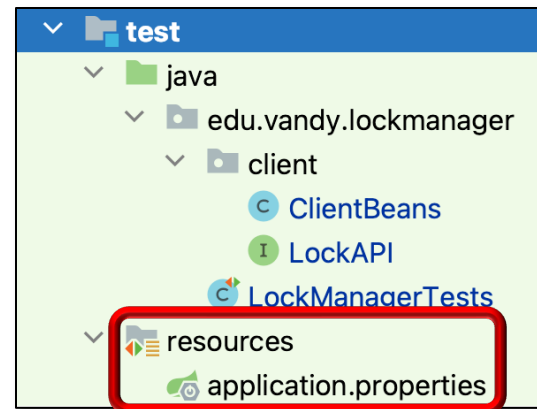 test
java
edu.vandy.lockmanager
client
C ClientBeans
I LockAPI
C LockManagerTests
resources
application.properties